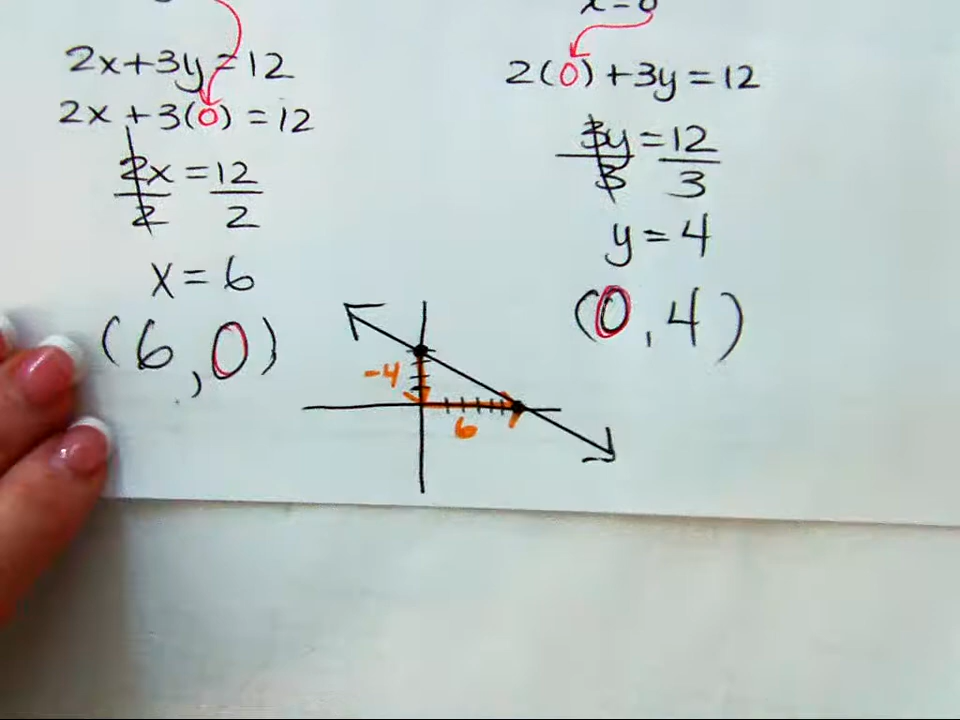 2x+3y=12
2x+3(0)=12
2x/2=12/2
x=6
(6,0)
x=0
2(0)+3y=12
3y/3=12/3
y=4
(0,4)
-4
6